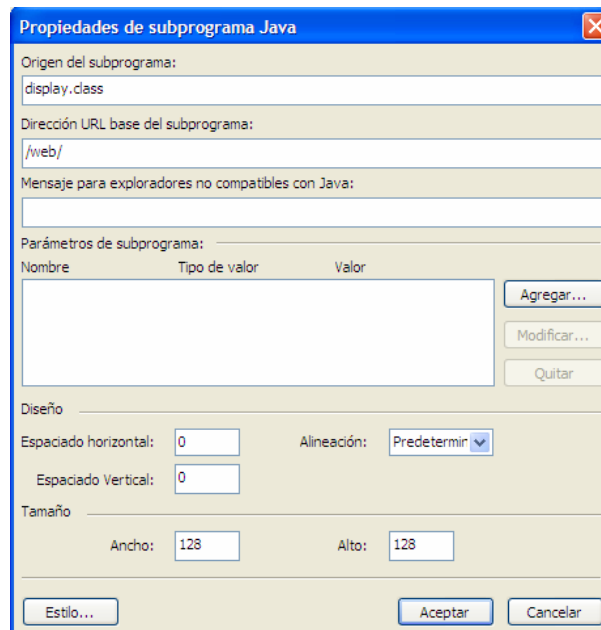 Propiedades de subprograma Java
Origen del subprograma:
display.class
Dirección URL base del subprograma:
/web/
Mensaje para exploradores no compatibles con Java:
Parámetros de subprograma:
Nombre Tipo de valor Valor
Agregar...
Modificar...
Quitar
Diseño
Espaciado horizontal: 0 Alineación: Predetermin
Espaciado Vertical: 0
Tamaño
Ancho: 128 Alto: 128
Estilo... Aceptar Cancelar